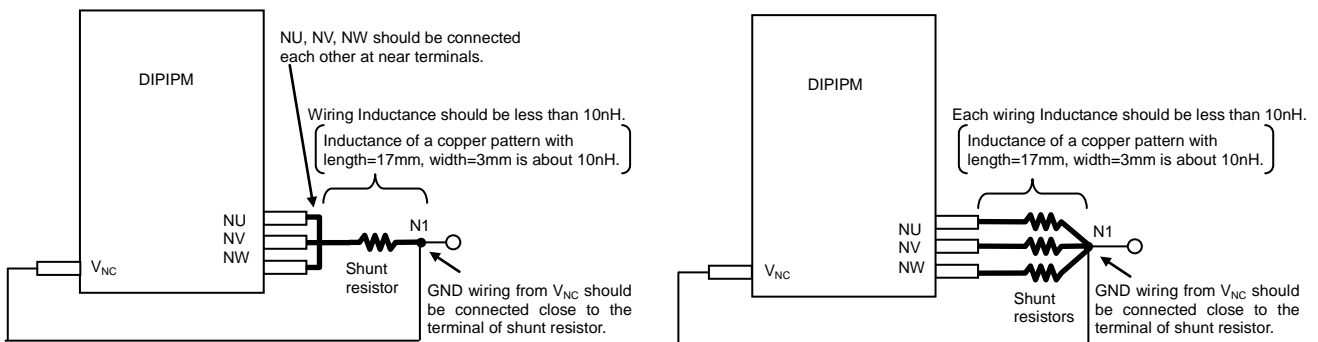 NU, NV, NW should be connected
each other at near terminals.
DIPIPM
Wiring Inductance should be less than 10nH.
Inductance of a copper pattern with
length=17mm, width=3mm is about 10nH.
NU
NV
NW
N1
VNC
Shunt
resistor
GND wiring from VNC should
be connected close to the
terminal of shunt resistor.
DIPIPM
Each wiring Inductance should be less than 10nH.
Inductance of a copper pattern with
length=17mm, width=3mm is about 10nH.
NU
NV
NW
N1
VNC
Shunt
resistors
GND wiring from VNC should
be connected close to the
terminal of shunt resistor.